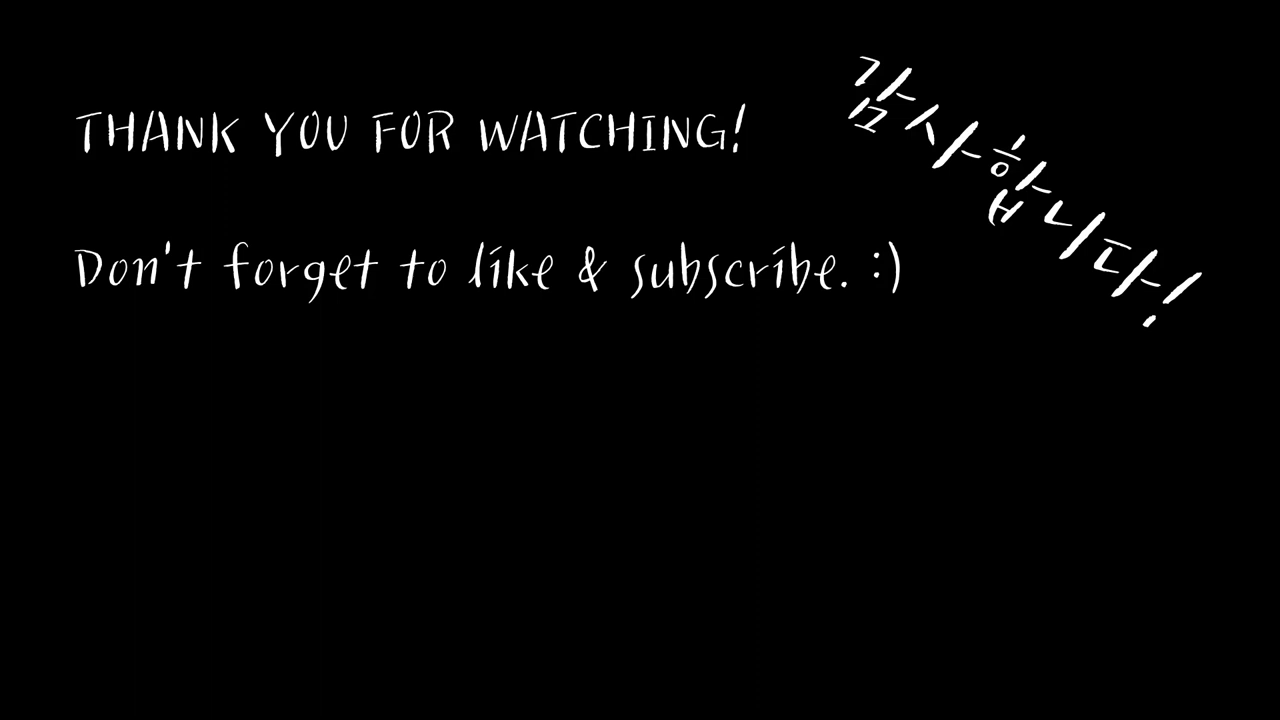 THANK YOU FOR WATCHING!
감사합니다!
Don't forget to like & subscribe. :)